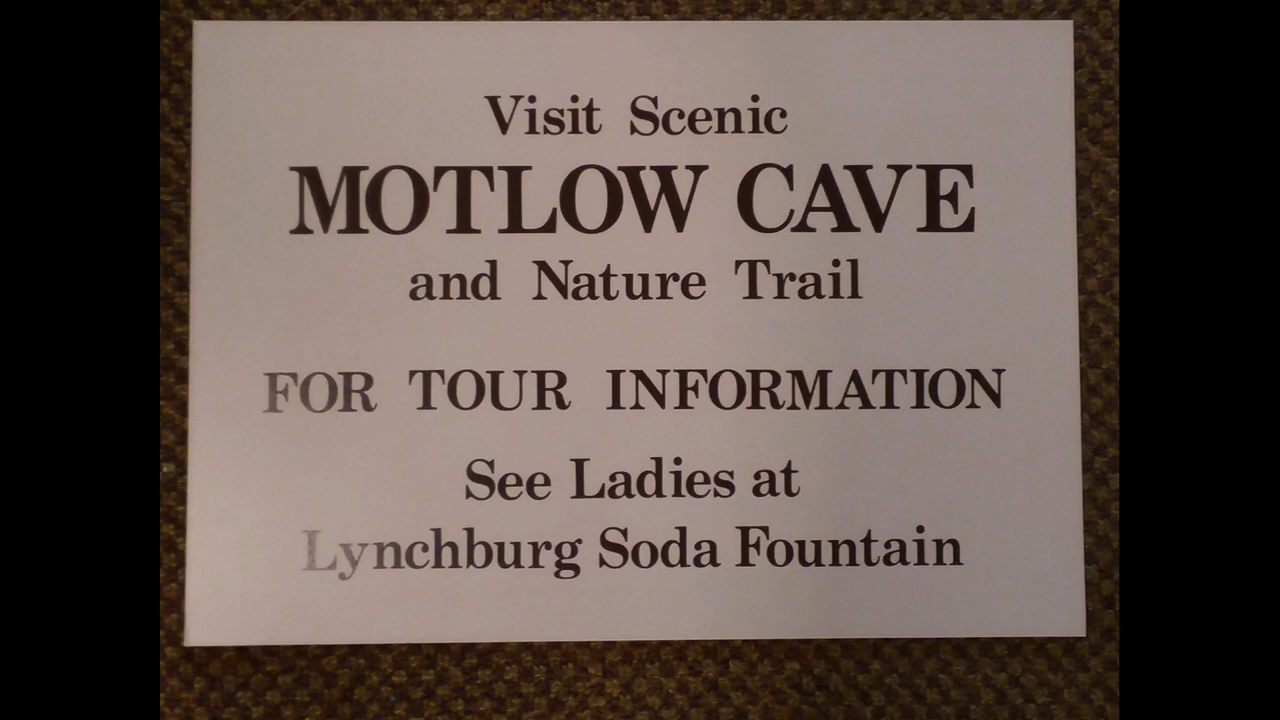 Visit Scenic
MOTLOW CAVE
and Nature Trail
FOR TOUR INFORMATION
See Ladies at
Lynchburg Soda Fountain